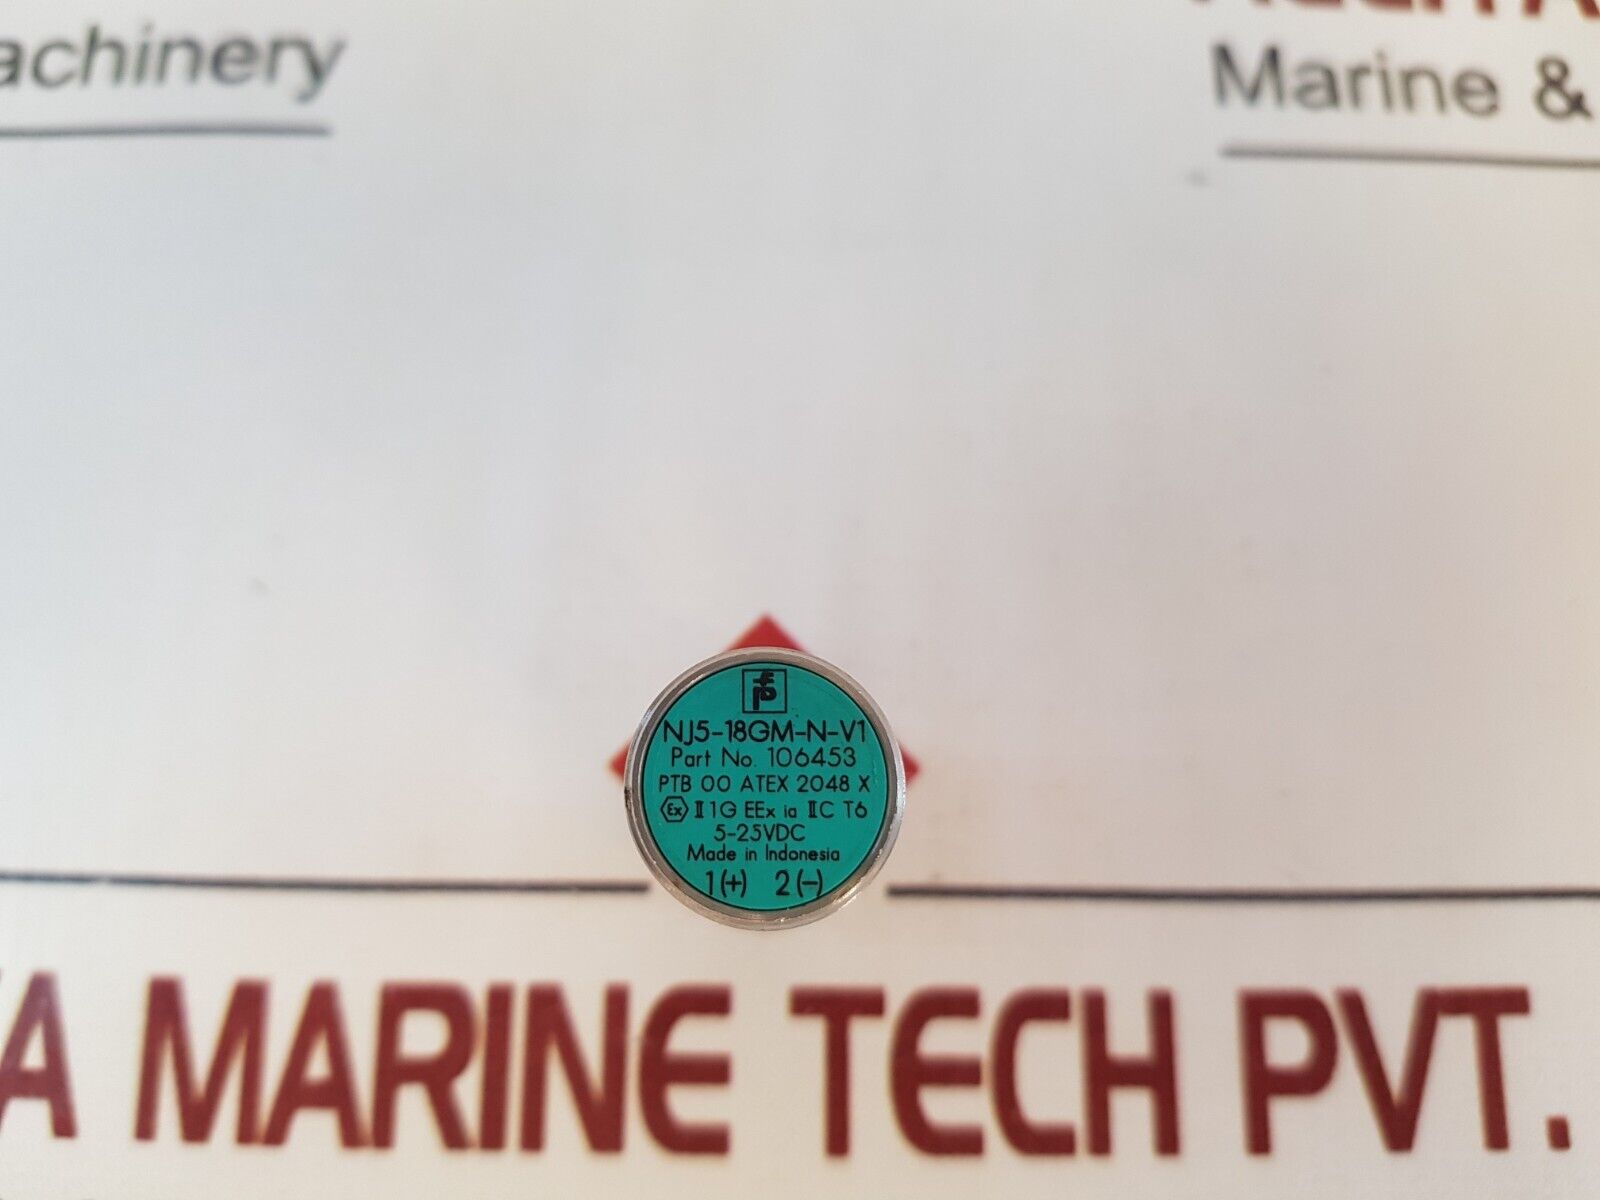 achinery
Marine &
NJ5-18GM-N-V1
Part No. 106453
PTB 00 ATEX 2048 X
Ex II 1G EEx ia IIC T6
5-25VDC
Made in Indonesia
1(+) 2(-)
A MARINE TECH PVT.